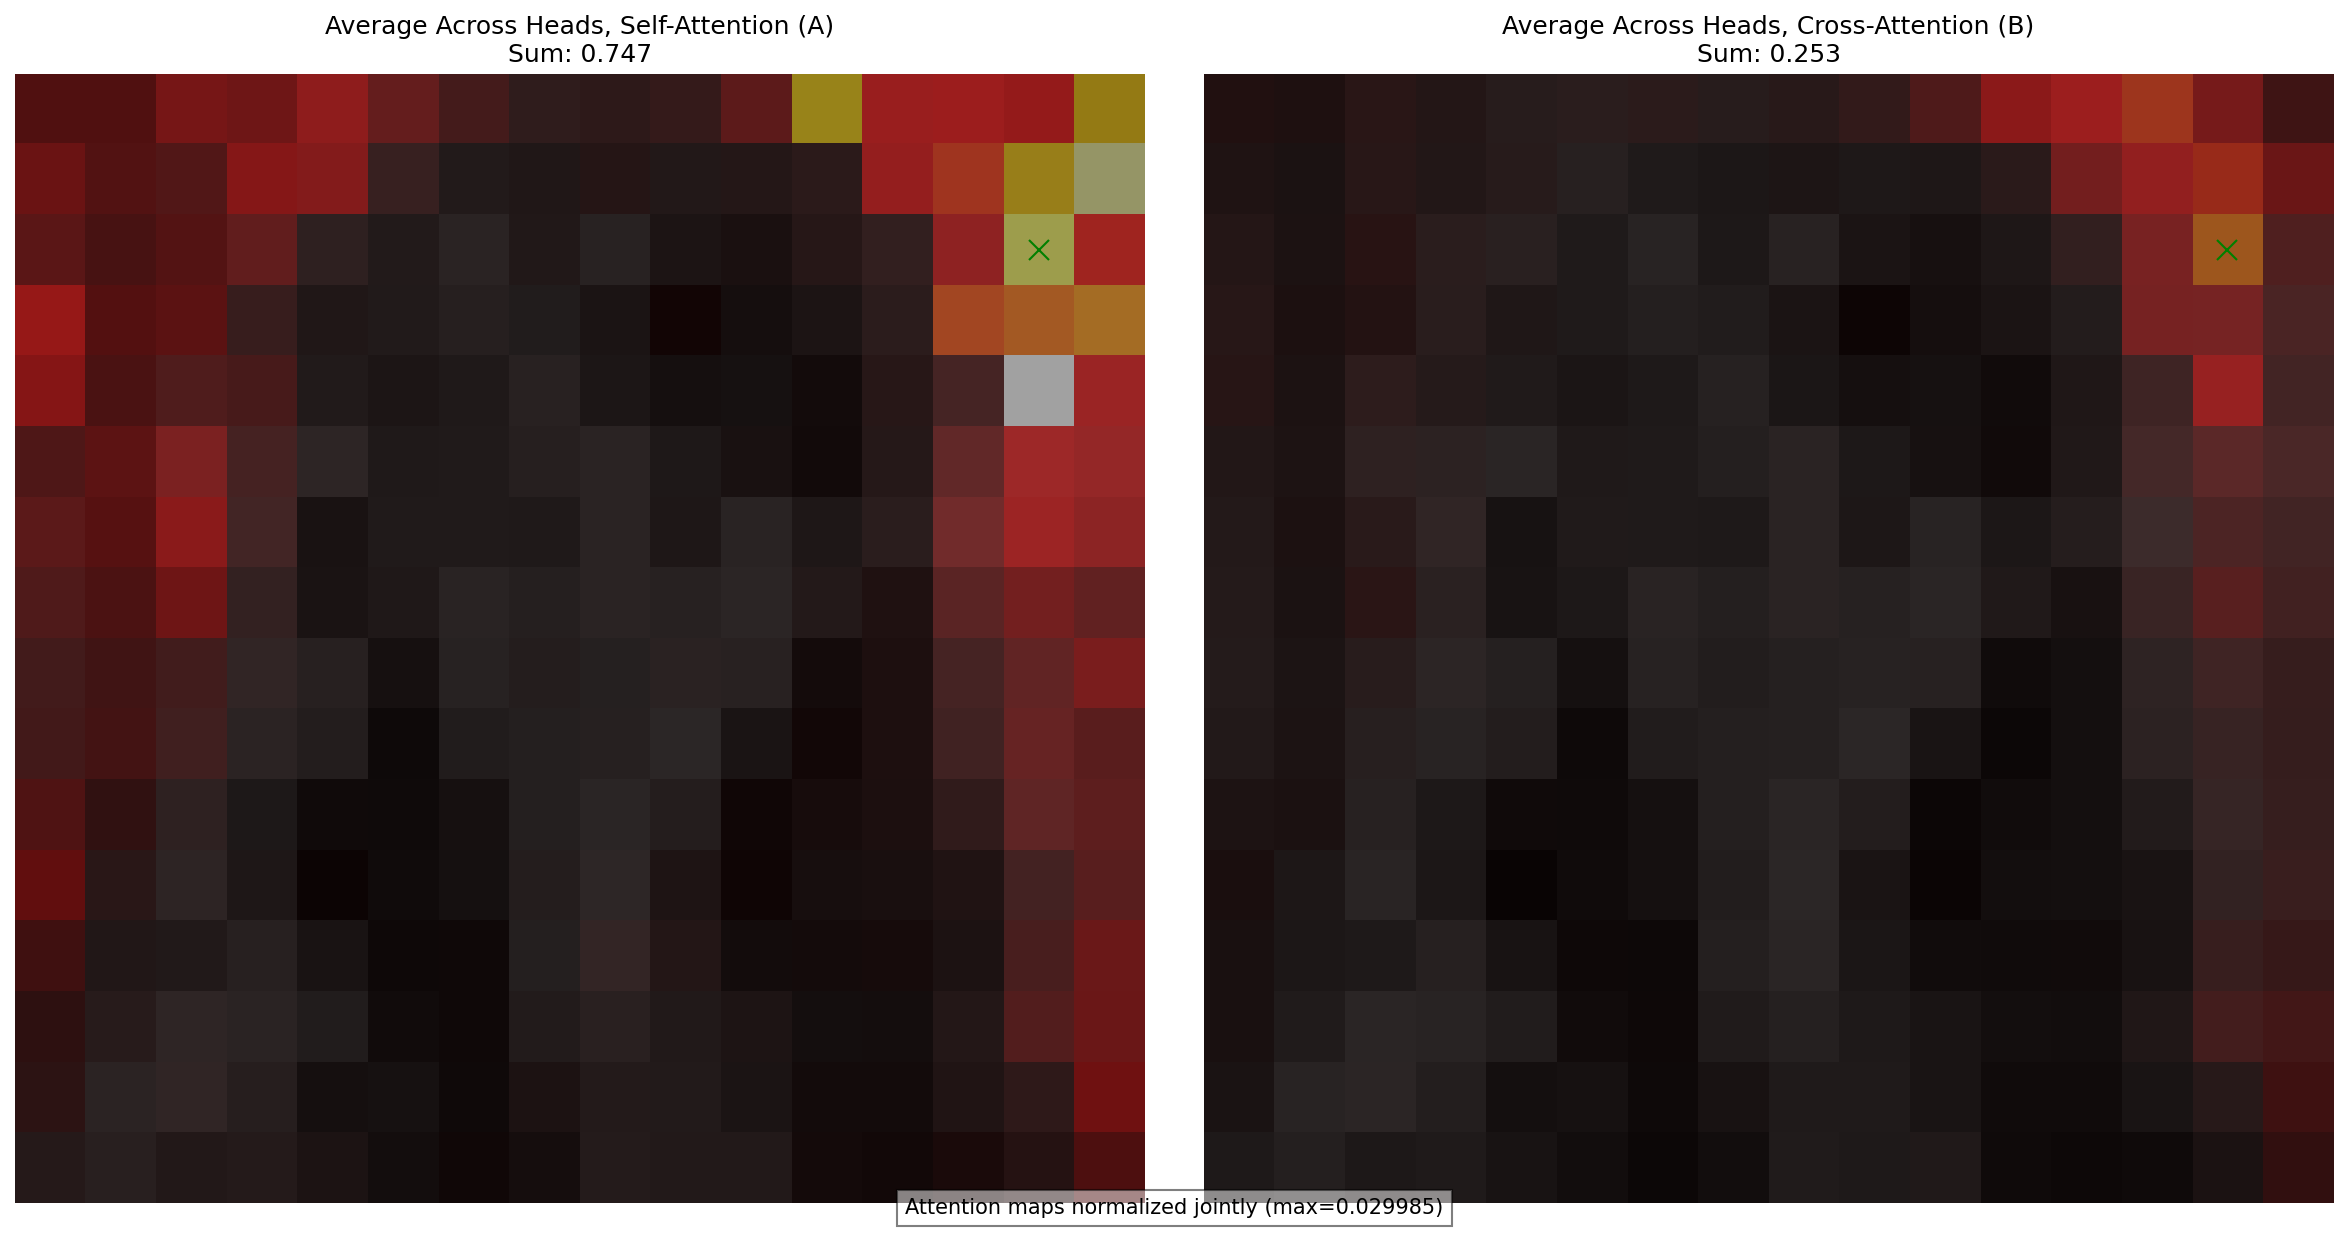 Average Across Heads, Self-Attention (A)
Sum: 0.747
Average Across Heads, Cross-Attention (B)
Sum: 0.253
Attention maps normalized jointly (max=0.029985)